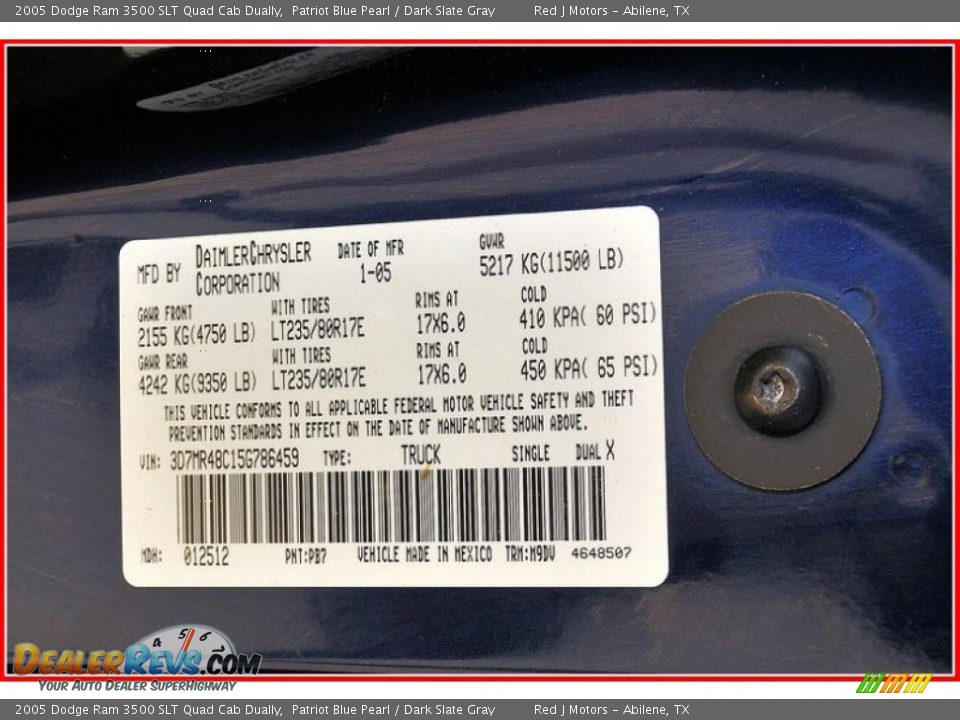 2005 Dodge Ram 3500 SLT Quad Cab Dually,  Patriot Blue Pearl / Dark Slate Gray        Red J Motors – Abilene, TX
MFD BY DAIMLERCHRYSLER CORPORATION DATE OF MFR 1-05 GVWR 5217 KG(11500 LB)
GAWR FRONT WITH TIRES RIMS AT COLD
2155 KG(4750 LB) LT235/80R17E 17X6.0 410 KPA( 60 PSI)
GAWR REAR WITH TIRES RIMS AT COLD
4242 KG(9350 LB) LT235/80R17E 17X6.0 450 KPA( 65 PSI)
THIS VEHICLE CONFORMS TO ALL APPLICABLE FEDERAL MOTOR VEHICLE SAFETY AND THEFT
PREVENTION STANDARDS IN EFFECT ON THE DATE OF MANUFACTURE SHOWN ABOVE.
VIN: 3D7MR48C15G786459 TYPE: TRUCK SINGLE DUAL X
MDH: 012512 PNT:PB7 VEHICLE MADE IN MEXICO TRM:M9DV 4648507
4 5 6
DEALERREVS.COM
YOUR AUTO DEALER SUPERHIGHWAY
2005 Dodge Ram 3500 SLT Quad Cab Dually,  Patriot Blue Pearl / Dark Slate Gray        Red J Motors – Abilene, TX